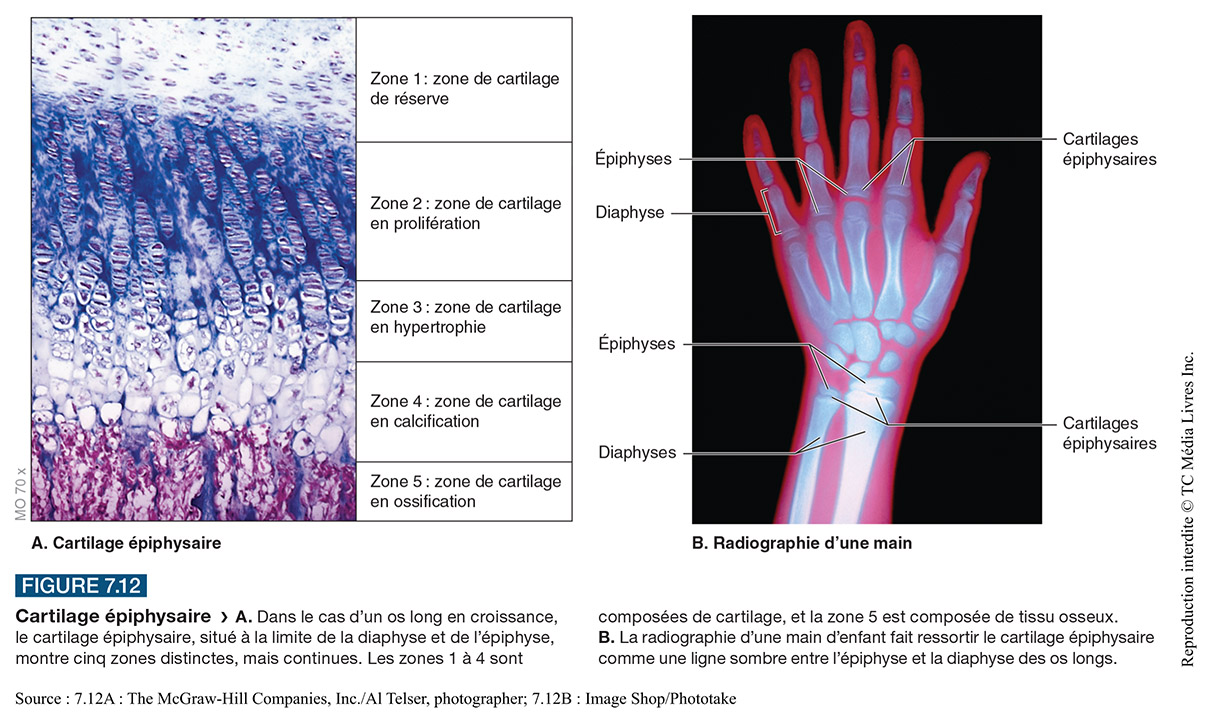 Zone 1 : zone de cartilage
de réserve
Zone 2 : zone de cartilage
en prolifération
Zone 3 : zone de cartilage
en hypertrophie
Zone 4 : zone de cartilage
en calcification
Zone 5 : zone de cartilage
en ossification
MO 70 x
A. Cartilage épiphysaire
Épiphyses
Diaphyse
Épiphyses
Diaphyses
Cartilages
épiphysaires
Cartilages
épiphysaires
B. Radiographie d’une main
Reproduction interdite © TC Média Livres Inc.
FIGURE 7.12
Cartilage épiphysaire › A. Dans le cas d’un os long en croissance,
le cartilage épiphysaire, situé à la limite de la diaphyse et de l’épiphyse,
montre cinq zones distinctes, mais continues. Les zones 1 à 4 sont
composées de cartilage, et la zone 5 est composée de tissu osseux.
B. La radiographie d’une main d’enfant fait ressortir le cartilage épiphysaire
comme une ligne sombre entre l’épiphyse et la diaphyse des os longs.
Source : 7.12A : The McGraw-Hill Companies, Inc./Al Telser, photographer; 7.12B : Image Shop/Phototake